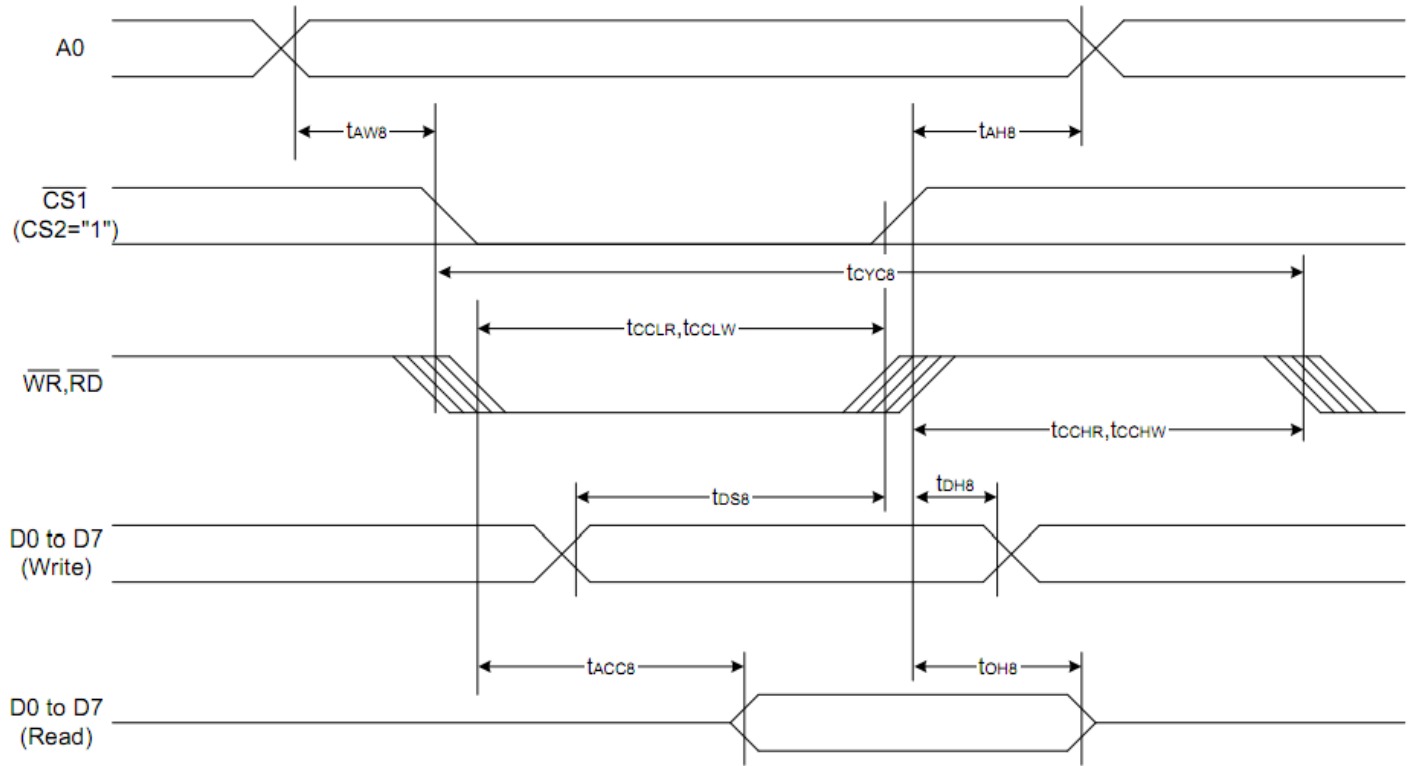 A0
tAW8
tAH8
CS1
(CS2="1")
tCYC8
tCCLR,tCCLW
WR,RD
tCCHR,tCCHW
tDS8
tDH8
D0 to D7
(Write)
tACC8
tOH8
D0 to D7
(Read)